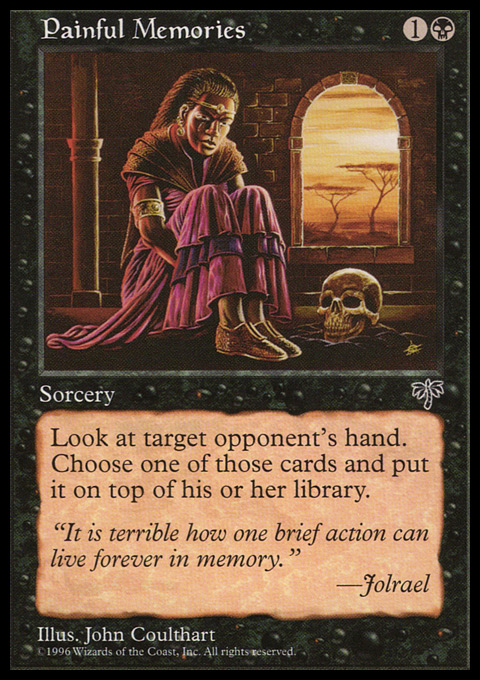 Painful Memories 1
Sorcery
Look at target opponent's hand.
Choose one of those cards and put
it on top of his or her library.
“It is terrible how one brief action can
live forever in memory.”
—Jolrael
Illus. John Coulthart
©1996 Wizards of the Coast, Inc. All rights reserved.